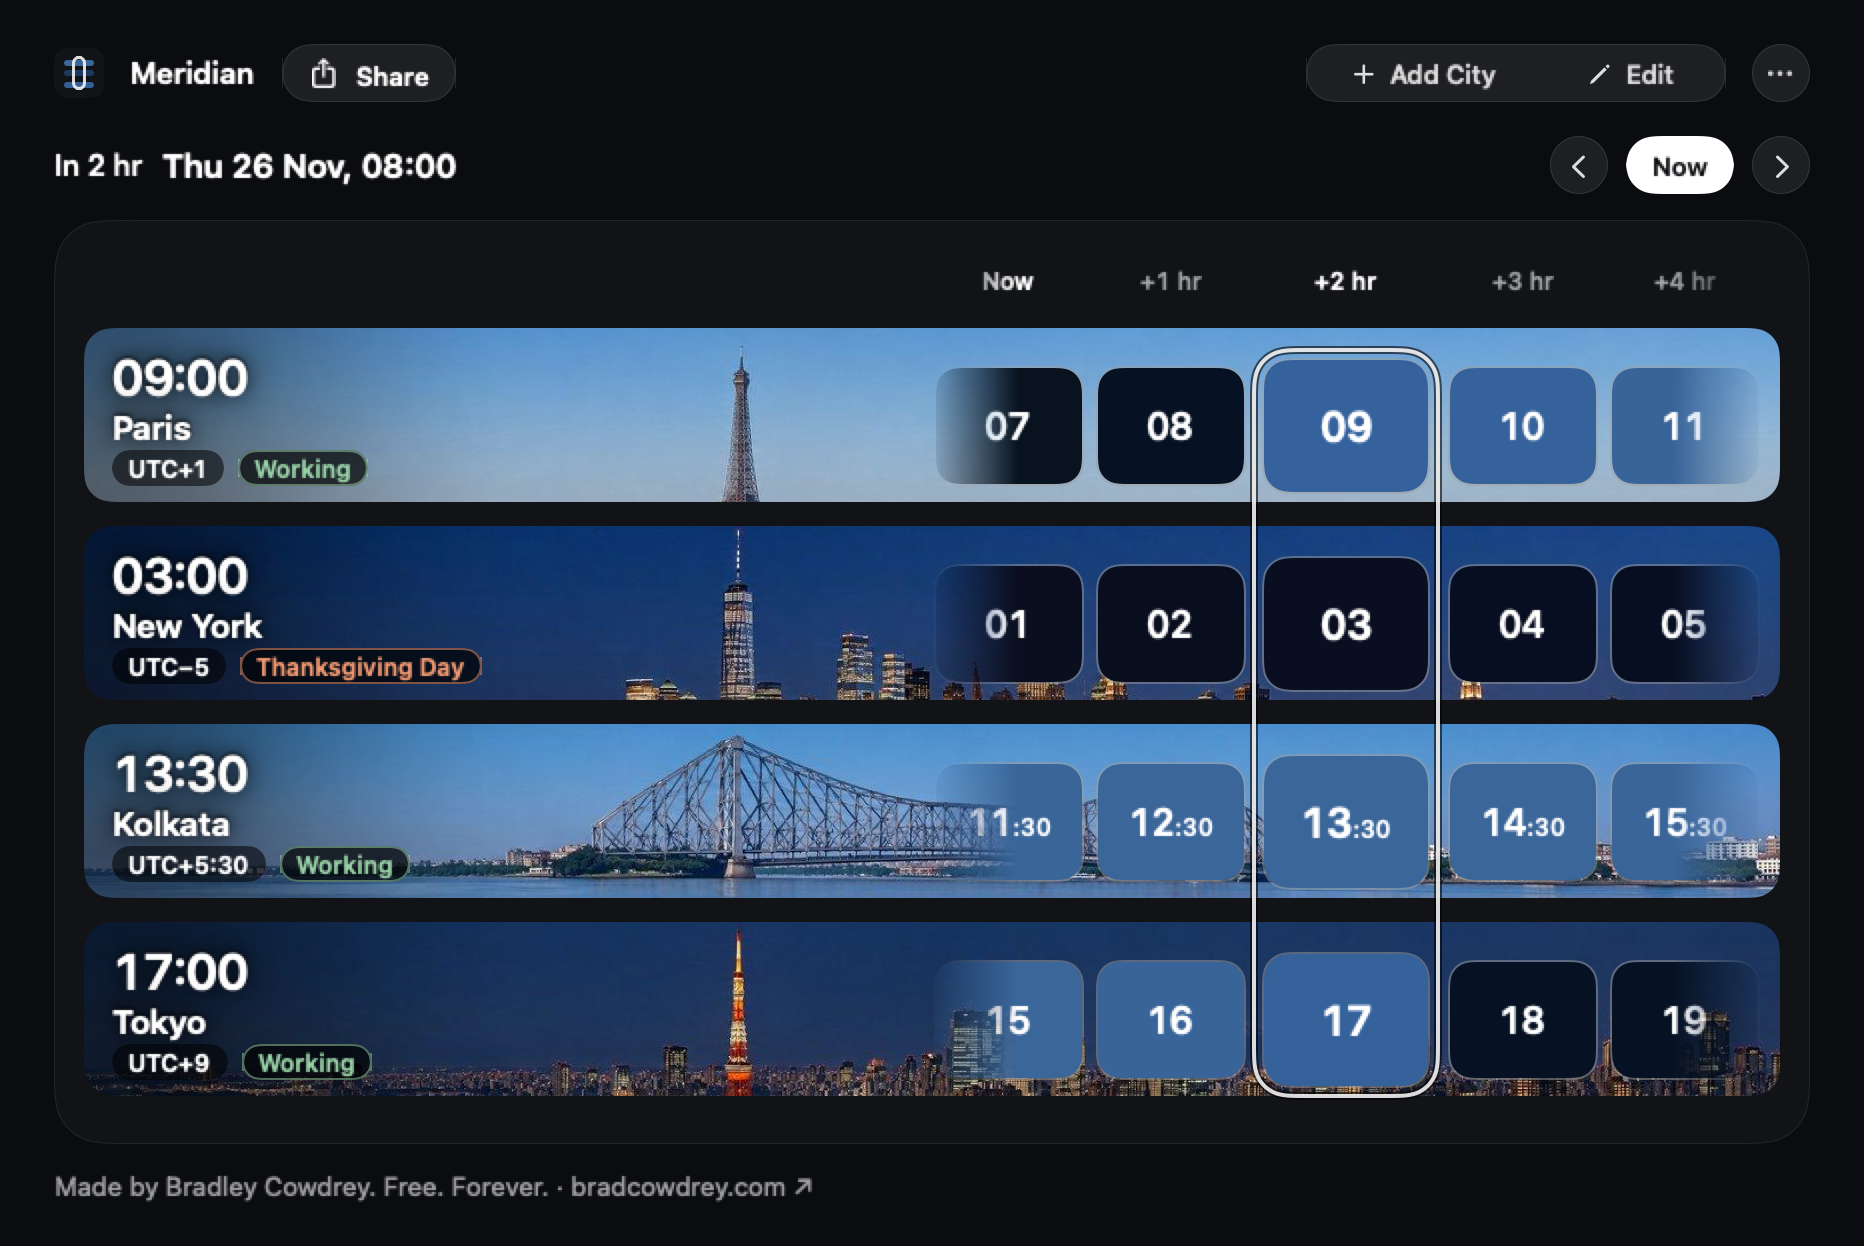 Meridian
Share
Add City
Edit
In 2 hr Thu 26 Nov, 08:00
Now
Now +1 hr +2 hr +3 hr +4 hr
09:00
Paris
UTC+1 Working
07 08 09 10 11
03:00
New York
UTC−5 Thanksgiving Day
01 02 03 04 05
13:30
Kolkata
UTC+5:30 Working
11:30 12:30 13:30 14:30 15:30
17:00
Tokyo
UTC+9 Working
15 16 17 18 19
Made by Bradley Cowdrey. Free. Forever. · bradcowdrey.com ↗